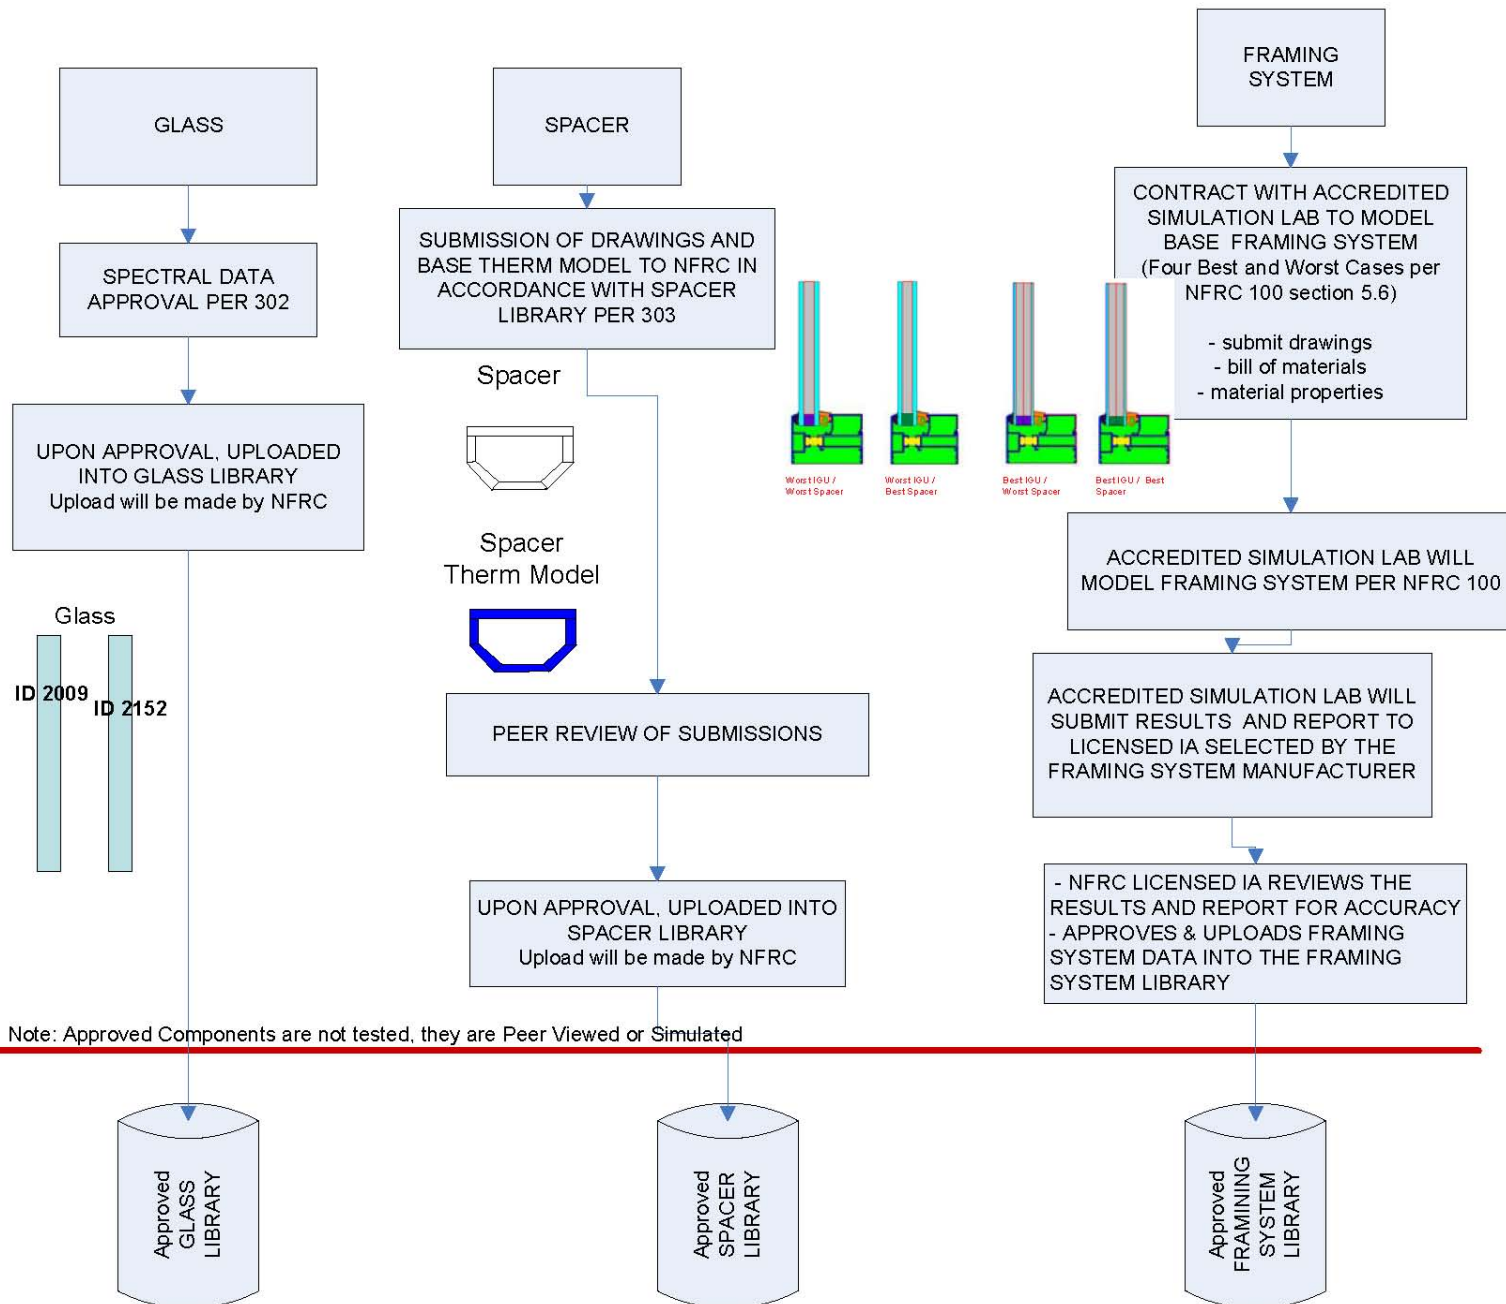 GLASS
SPECTRAL DATA
APPROVAL PER 302
UPON APPROVAL, UPLOADED
INTO GLASS LIBRARY
Upload will be made by NFRC
Glass
ID 2009
ID 2152
SPACER
SUBMISSION OF DRAWINGS AND
BASE THERM MODEL TO NFRC IN
ACCORDANCE WITH SPACER
LIBRARY PER 303
Spacer
Spacer
Therm Model
PEER REVIEW OF SUBMISSIONS
UPON APPROVAL, UPLOADED INTO
SPACER LIBRARY
Upload will be made by NFRC
FRAMING
SYSTEM
CONTRACT WITH ACCREDITED
SIMULATION LAB TO MODEL
BASE FRAMING SYSTEM
(Four Best and Worst Cases per
NFRC 100 section 5.6)
- submit drawings
- bill of materials
- material properties
Worst IGU /
Worst Spacer
Worst IGU /
Best Spacer
Best IGU /
Worst Spacer
Best IGU / Best
Spacer
ACCREDITED SIMULATION LAB WILL
MODEL FRAMING SYSTEM PER NFRC 100
ACCREDITED SIMULATION LAB WILL
SUBMIT RESULTS AND REPORT TO
LICENSED IA SELECTED BY THE
FRAMING SYSTEM MANUFACTURER
- NFRC LICENSED IA REVIEWS THE
RESULTS AND REPORT FOR ACCURACY
- APPROVES & UPLOADS FRAMING
SYSTEM DATA INTO THE FRAMING
SYSTEM LIBRARY
Note: Approved Components are not tested, they are Peer Viewed or Simulated
Approved
GLASS
LIBRARY
Approved
SPACER
LIBRARY
Approved
FRAMINING
SYSTEM
LIBRARY